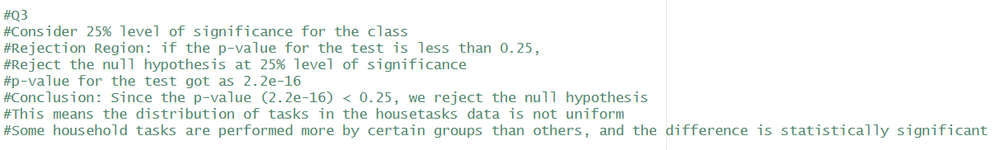 #Q3
#Consider 25% level of significance for the class
#Rejection Region: if the p-value for the test is less than 0.25,
#Reject the null hypothesis at 25% level of significance
#p-value for the test got as 2.2e-16
#Conclusion: Since the p-value (2.2e-16) < 0.25, we reject the null hypothesis
#This means the distribution of tasks in the housetasks data is not uniform
#Some household tasks are performed more by certain groups than others, and the difference is statistically significant